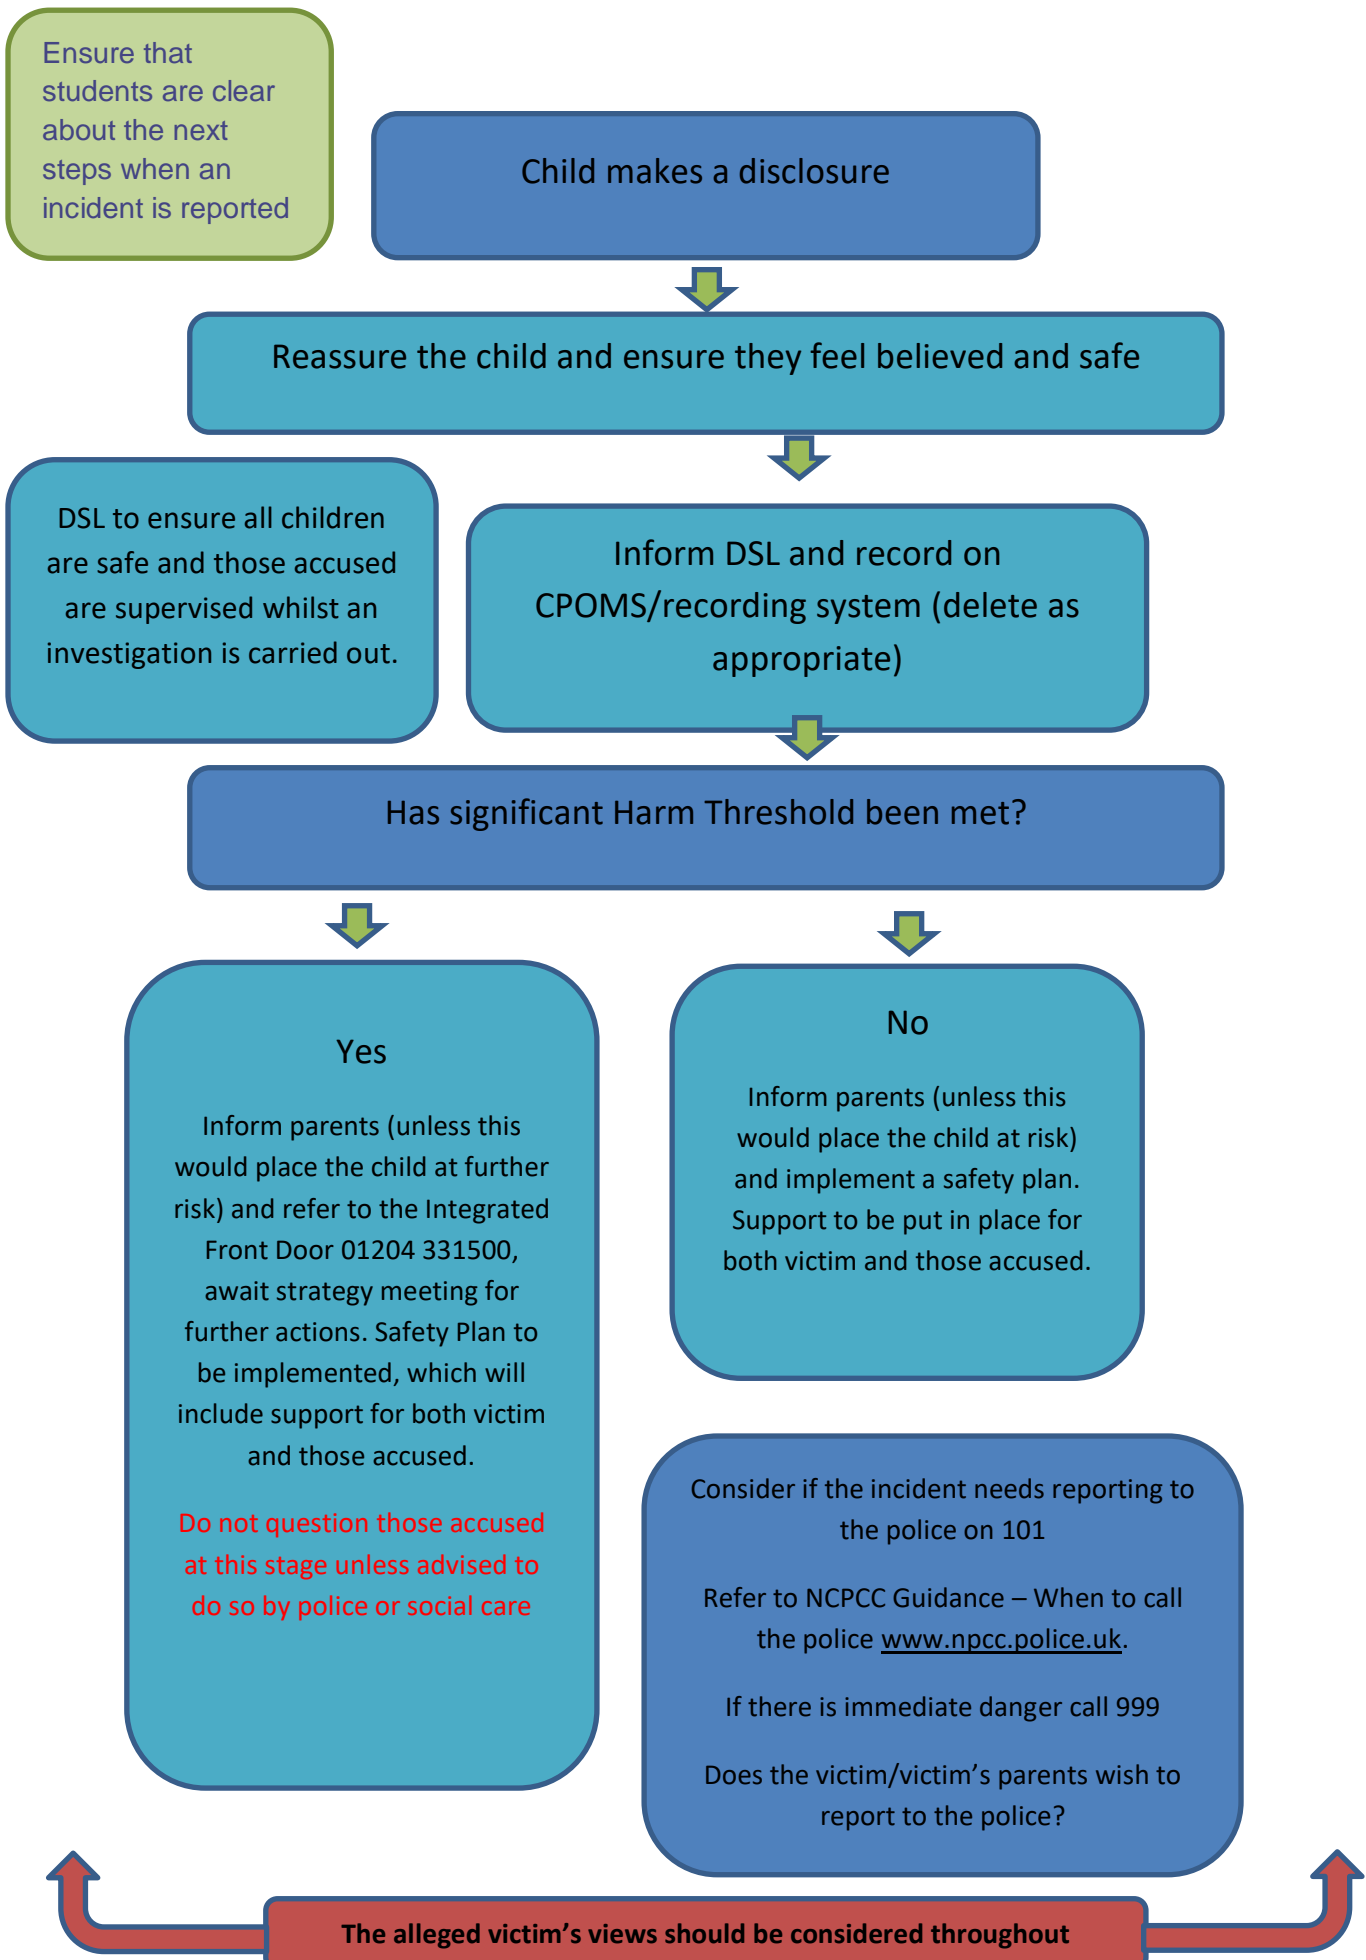 Ensure that
students are clear
about the next
steps when an
incident is reported
Child makes a disclosure
Reassure the child and ensure they feel believed and safe
DSL to ensure all children
are safe and those accused
are supervised whilst an
investigation is carried out.
Inform DSL and record on
CPOMS/recording system (delete as
appropriate)
Has significant Harm Threshold been met?
Yes
Inform parents (unless this
would place the child at further
risk) and refer to the Integrated
Front Door 01204 331500,
await strategy meeting for
further actions. Safety Plan to
be implemented, which will
include support for both victim
and those accused.
Do not question those accused
at this stage unless advised to
do so by police or social care
No
Inform parents (unless this
would place the child at risk)
and implement a safety plan.
Support to be put in place for
both victim and those accused.
Consider if the incident needs reporting to
the police on 101
Refer to NCPCC Guidance – When to call
the police www.npcc.police.uk.
If there is immediate danger call 999
Does the victim/victim’s parents wish to
report to the police?
The alleged victim’s views should be considered throughout